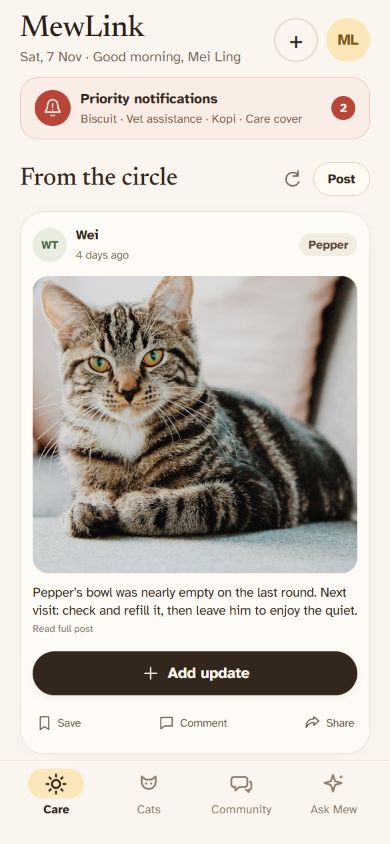 MewLink
Sat, 7 Nov · Good morning, Mei Ling
+
ML
Priority notifications
Biscuit · Vet assistance · Kopi · Care cover
2
From the circle
Post
WT
Wei
4 days ago
Pepper
Pepper's bowl was nearly empty on the last round. Next
visit: check and refill it, then leave him to enjoy the quiet.
Read full post
+ Add update
Save
Comment
Share
Care
Cats
Community
Ask Mew